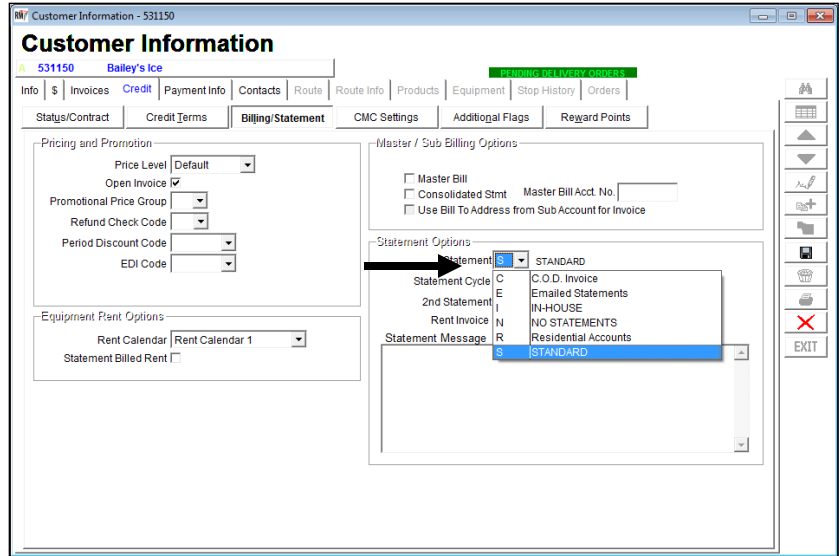 RMA Customer Information - 531150
Customer Information
A 531150 Bailey's Ice
PENDING DELIVERY ORDERS
Info $ Invoices Credit Payment Info Contacts Route Route Info Products Equipment Stop History Orders
Status/Contract Credit Terms Billing/Statement CMC Settings Additional Flags Reward Points
Pricing and Promotion
Price Level Default
Open Invoice
Promotional Price Group
Refund Check Code
Period Discount Code
EDI Code
Equipment Rent Options
Rent Calendar Rent Calendar 1
Statement Billed Rent
Master / Sub Billing Options
Master Bill
Consolidated Stmt Master Bill Acct. No.
Use Bill To Address from Sub Account for Invoice
Statement Options
Statement S STANDARD
Statement Cycle C C.O.D. Invoice
E Emailed Statements
2nd Statement I IN-HOUSE
Rent Invoice N NO STATEMENTS
Statement Message R Residential Accounts
S STANDARD
EXIT